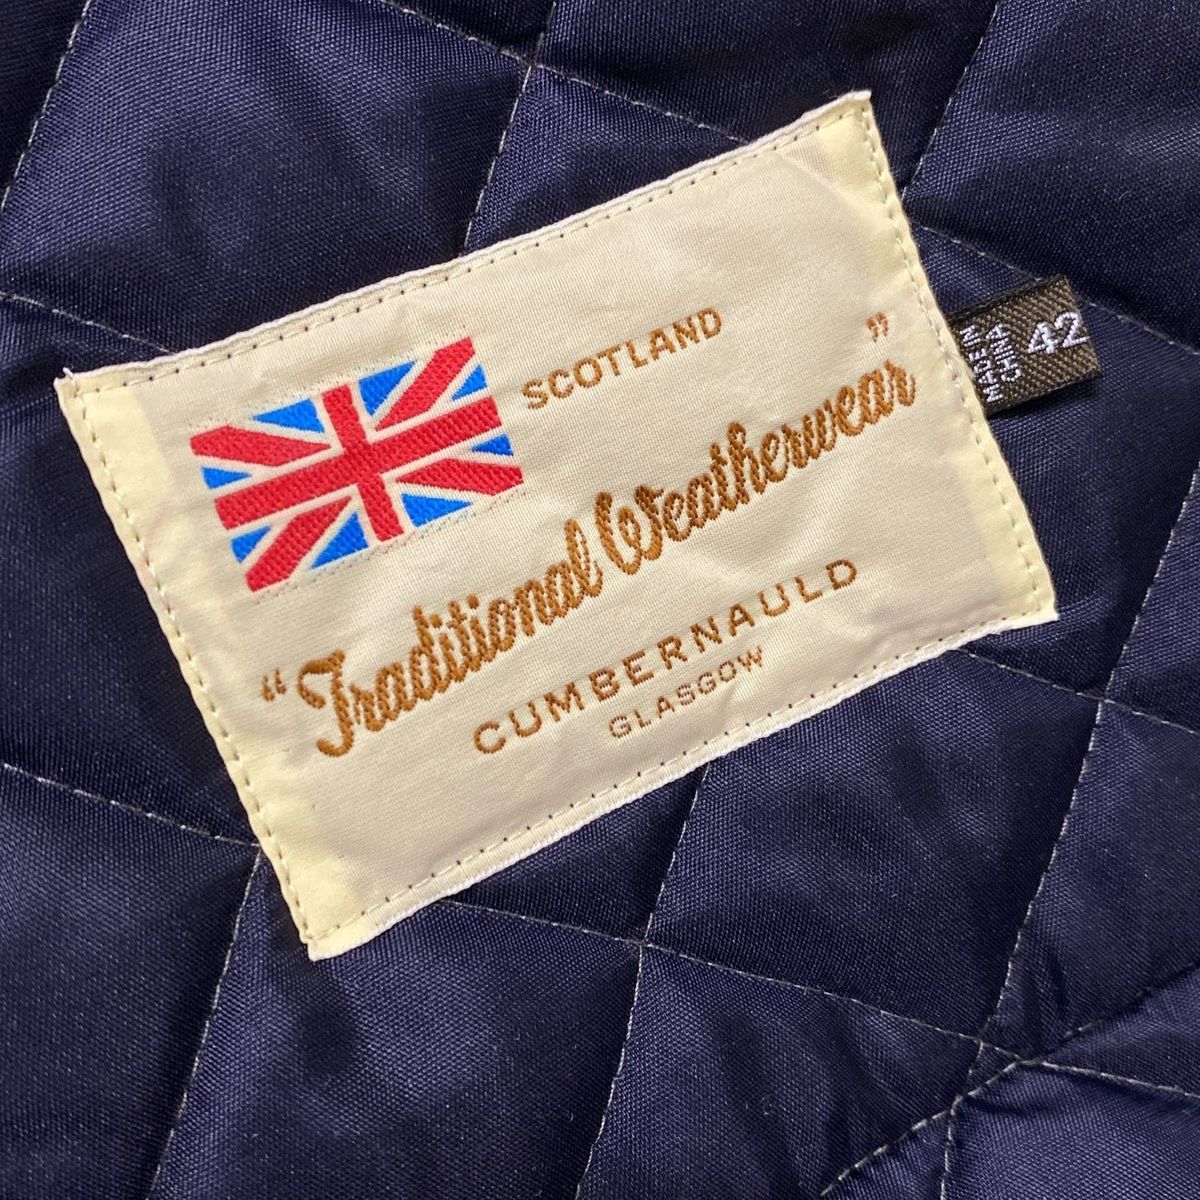 SCOTLAND
"Traditional Weatherwear"
CUMBERNAULD
GLASGOW
MADE IN
CHINA
42